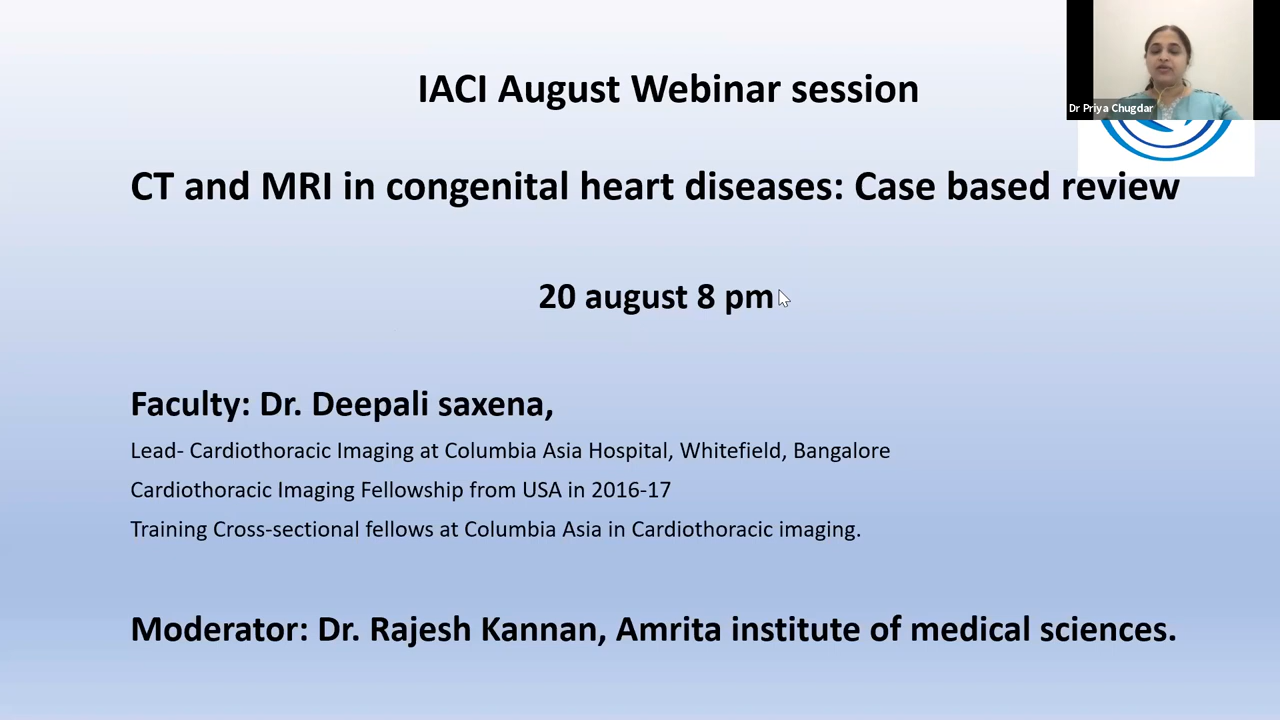 IACI August Webinar session
Dr Priya Chugdar
CT and MRI in congenital heart diseases: Case based review
20 august 8 pm
Faculty: Dr. Deepali saxena,
Lead- Cardiothoracic Imaging at Columbia Asia Hospital, Whitefield, Bangalore
Cardiothoracic Imaging Fellowship from USA in 2016-17
Training Cross-sectional fellows at Columbia Asia in Cardiothoracic imaging.
Moderator: Dr. Rajesh Kannan, Amrita institute of medical sciences.